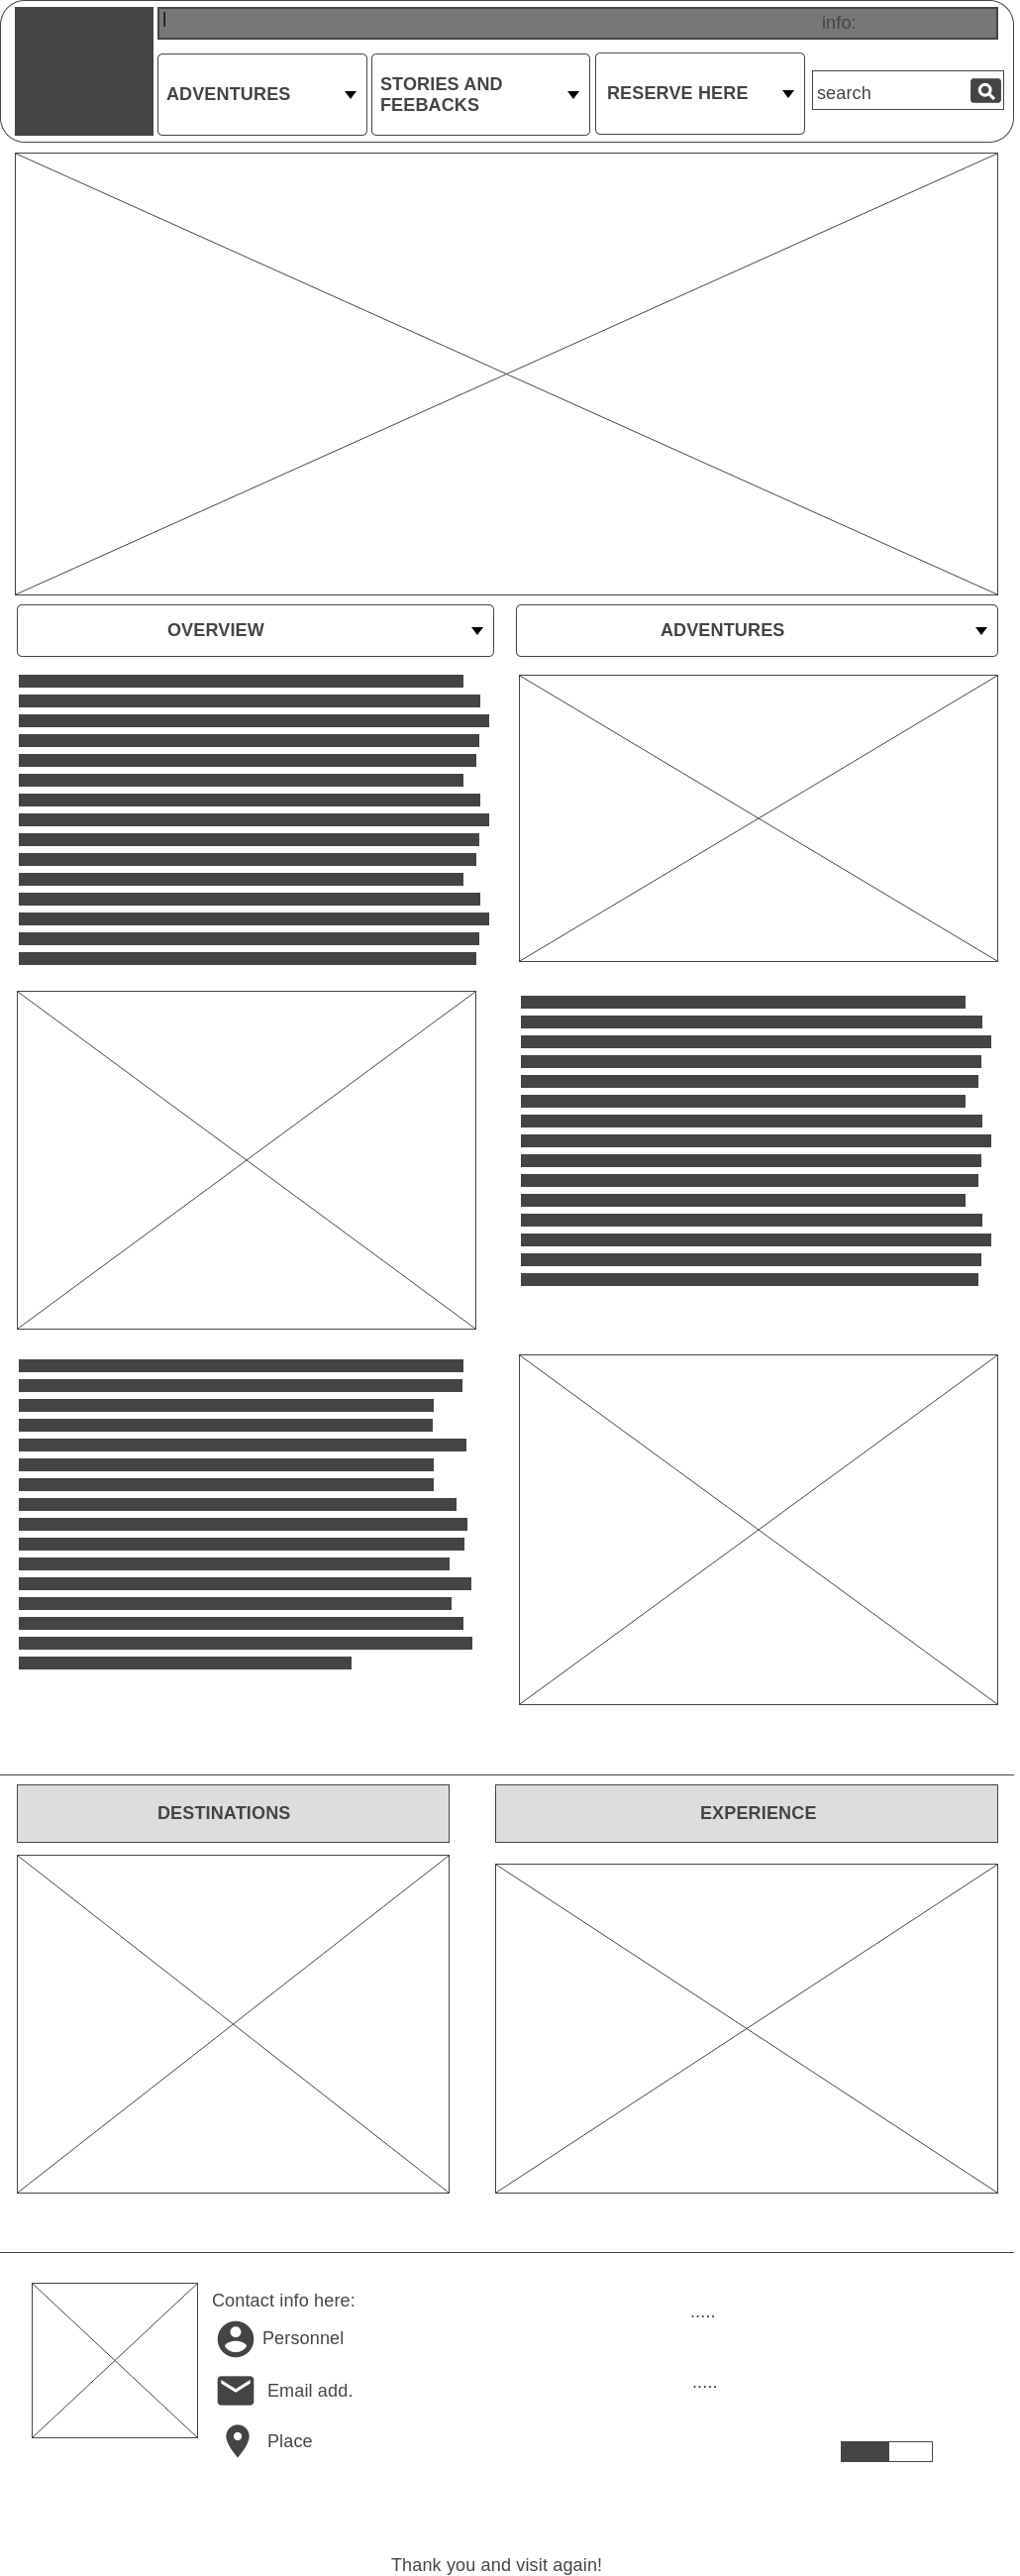 info:
ADVENTURES
STORIES AND
FEEBACKS
RESERVE HERE
search
OVERVIEW
ADVENTURES
DESTINATIONS
EXPERIENCE
Contact info here:
Personnel
Email add.
Place
.....
.....
Thank you and visit again!